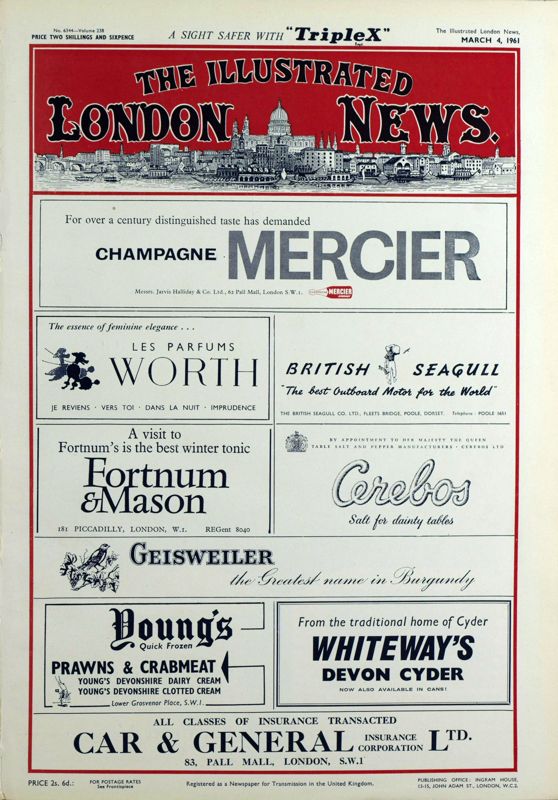 No. 6344—Volume 238
PRICE TWO SHILLINGS AND SIXPENCE
A SIGHT SAFER WITH "TripleX"
Regd.
The Illustrated London News,
MARCH 4, 1961
THE ILLUSTRATED
LONDON NEWS.
For over a century distinguished taste has demanded
CHAMPAGNE MERCIER
Messrs. Jarvis Halliday & Co. Ltd., 62 Pall Mall, London S.W.1.
MERCIER
The essence of feminine elegance . . .
LES PARFUMS
WORTH
JE REVIENS · VERS TOI · DANS LA NUIT · IMPRUDENCE
BRITISH SEAGULL
"The best Outboard Motor for the World"
THE BRITISH SEAGULL CO. LTD., FLEETS BRIDGE, POOLE, DORSET. Telephone: POOLE 1651
A visit to
Fortnum's is the best winter tonic
Fortnum
& Mason
181 PICCADILLY, LONDON, W.1. REGent 8040
BY APPOINTMENT TO HER MAJESTY THE QUEEN
TABLE SALT AND PEPPER MANUFACTURERS · CEREBOS LTD
Cerebos
Salt for dainty tables
GEISWEILER
the Greatest name in Burgundy
Young's
Quick Frozen
PRAWNS & CRABMEAT
YOUNG'S DEVONSHIRE DAIRY CREAM
YOUNG'S DEVONSHIRE CLOTTED CREAM
Lower Grosvenor Place, S.W.1
From the traditional home of Cyder
WHITEWAY'S
DEVON CYDER
NOW ALSO AVAILABLE IN CANS!
ALL CLASSES OF INSURANCE TRANSACTED
CAR & GENERAL INSURANCE CORPORATION LTD.
83, PALL MALL, LONDON, S.W.1
PRICE 2s. 6d.:
FOR POSTAGE RATES
See Frontispiece
Registered as a Newspaper for Transmission in the United Kingdom.
PUBLISHING OFFICE: INGRAM HOUSE,
13-15, JOHN ADAM ST., LONDON, W.C.2.